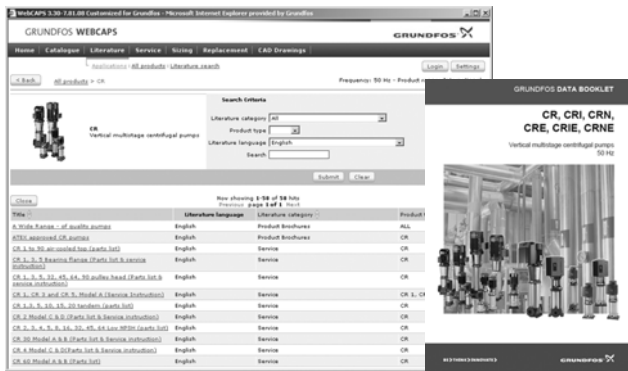 WebCAPS 3.30-7.01.00 Customized for Grundfos - Microsoft Internet Explorer provided by Grundfos
GRUNDFOS WEBCAPS
GRUNDFOS
Home Catalogue Literature Service Sizing Replacement CAD Drawings
Applications › All products › Literature search
Login Settings
< Back All products > CR
Frequency: 50 Hz - Product
Search Criteria
Literature category All
Product type
Literature language English
Search
CR
Vertical multistage centrifugal pumps
Submit Clear
Close
Now showing 1-58 of 58 hits
Previous page 1 of 1 Next
Title Literature language Literature category Product
A Wide Range - of quality pumps English Product Brochures ALL
ATEX approved CR pumps English Product Brochures CR
CR 1 to 90 air-cooled top (parts list) English Service CR
CR 1, 3, 5 Bearing flange (Parts list & service
instruction) English Service CR
CR 1, 3, 5, 32, 45, 64, 90 pulley head (Parts list &
service instruction) English Service CR
CR 1, CR 3 and CR 5, Model A (Service Instruction) English Service CR 1, CR
CR 1,3, 5, 10, 15, 20 tandem (parts list) English Service CR
CR 2 Model C & D (Parts list & Service instruction) English Service CR
CR 2, 3, 4, 5, 8, 16, 32, 45, 64 Low NPSH (parts list) English Service CR
CR 30 Model A & B (Parts list & Service instruction) English Service CR
CR 4 Model C & D(Parts list & Service instruction) English Service CR
CR 60 Model A & B (Parts list) English Service CR
GRUNDFOS DATA BOOKLET
CR, CRI, CRN,
CRE, CRIE, CRNE
Vertical multistage centrifugal pumps
50 Hz
BE>THINK>INNOVATE>
GRUNDFOS